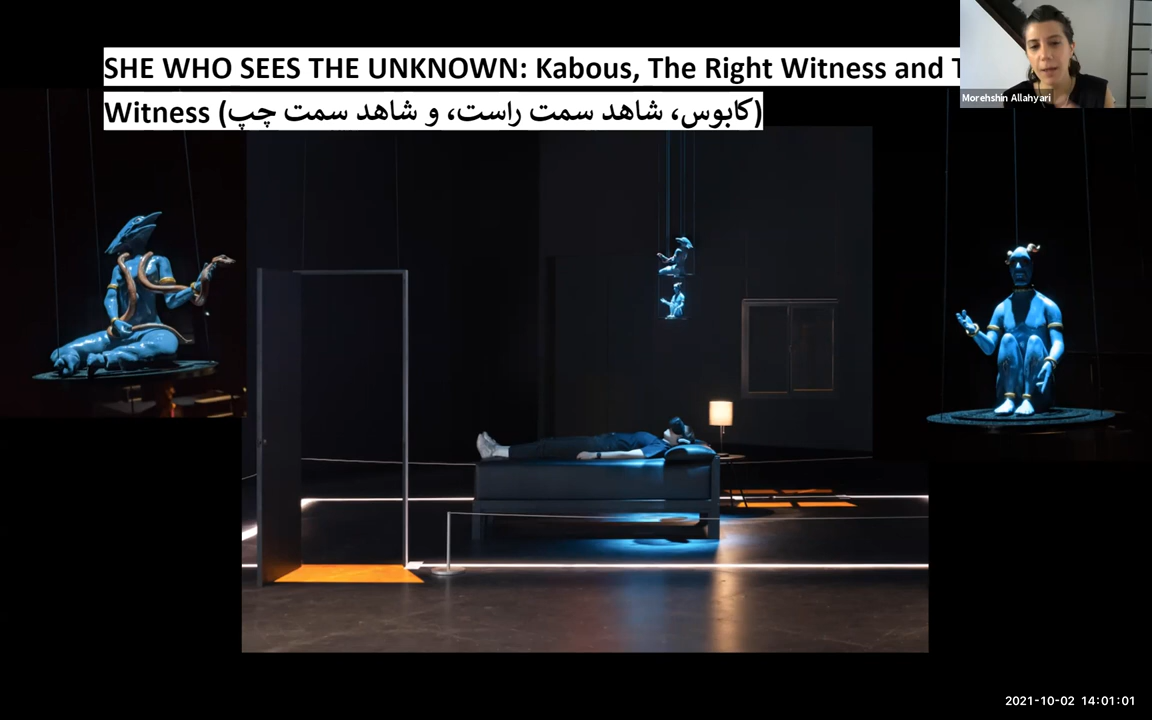 SHE WHO SEES THE UNKNOWN: Kabous, The Right Witness and
Witness (کابوس، شاهد سمت راست، و شاهد سمت چپ)
Morehshin Allahyari
2021-10-02 14:01:01